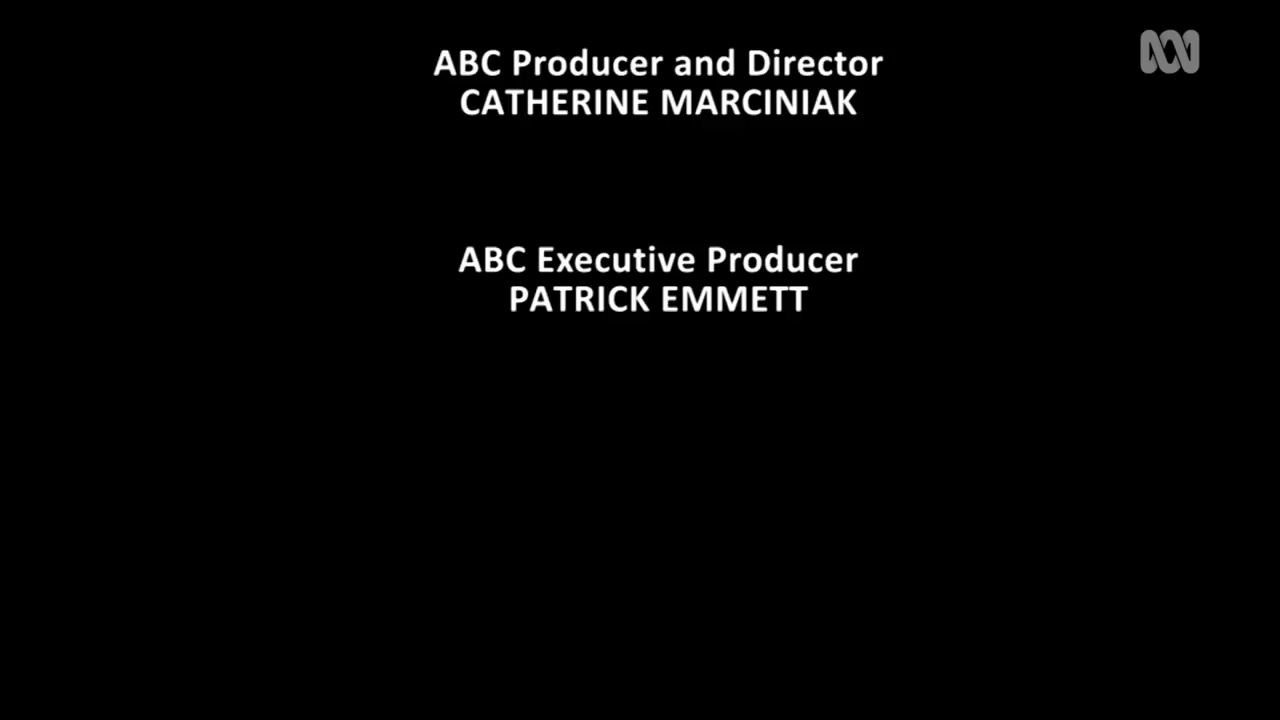 ABC Producer and Director
CATHERINE MARCINIAK
ABC Executive Producer
PATRICK EMMETT